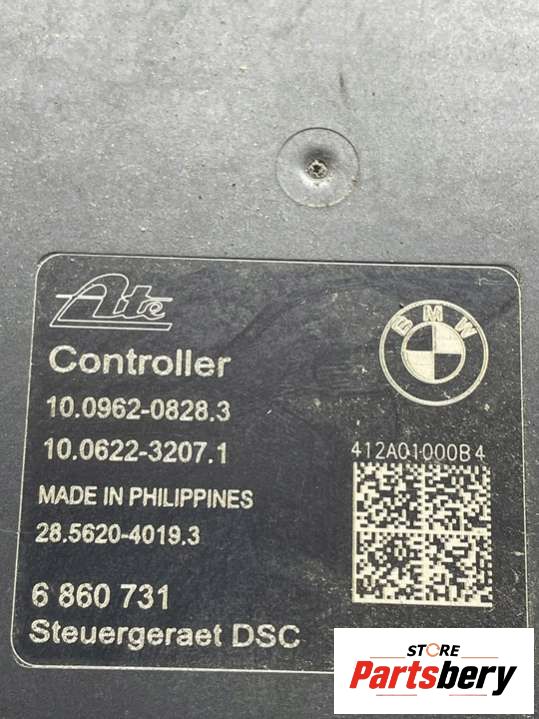 Ate
BMW
Controller
10.0962-0828.3
10.0622-3207.1
412A01000B4
MADE IN PHILIPPINES
28.5620-4019.3
6 860 731
Steuergeraet DSC
STORE
Partsbery